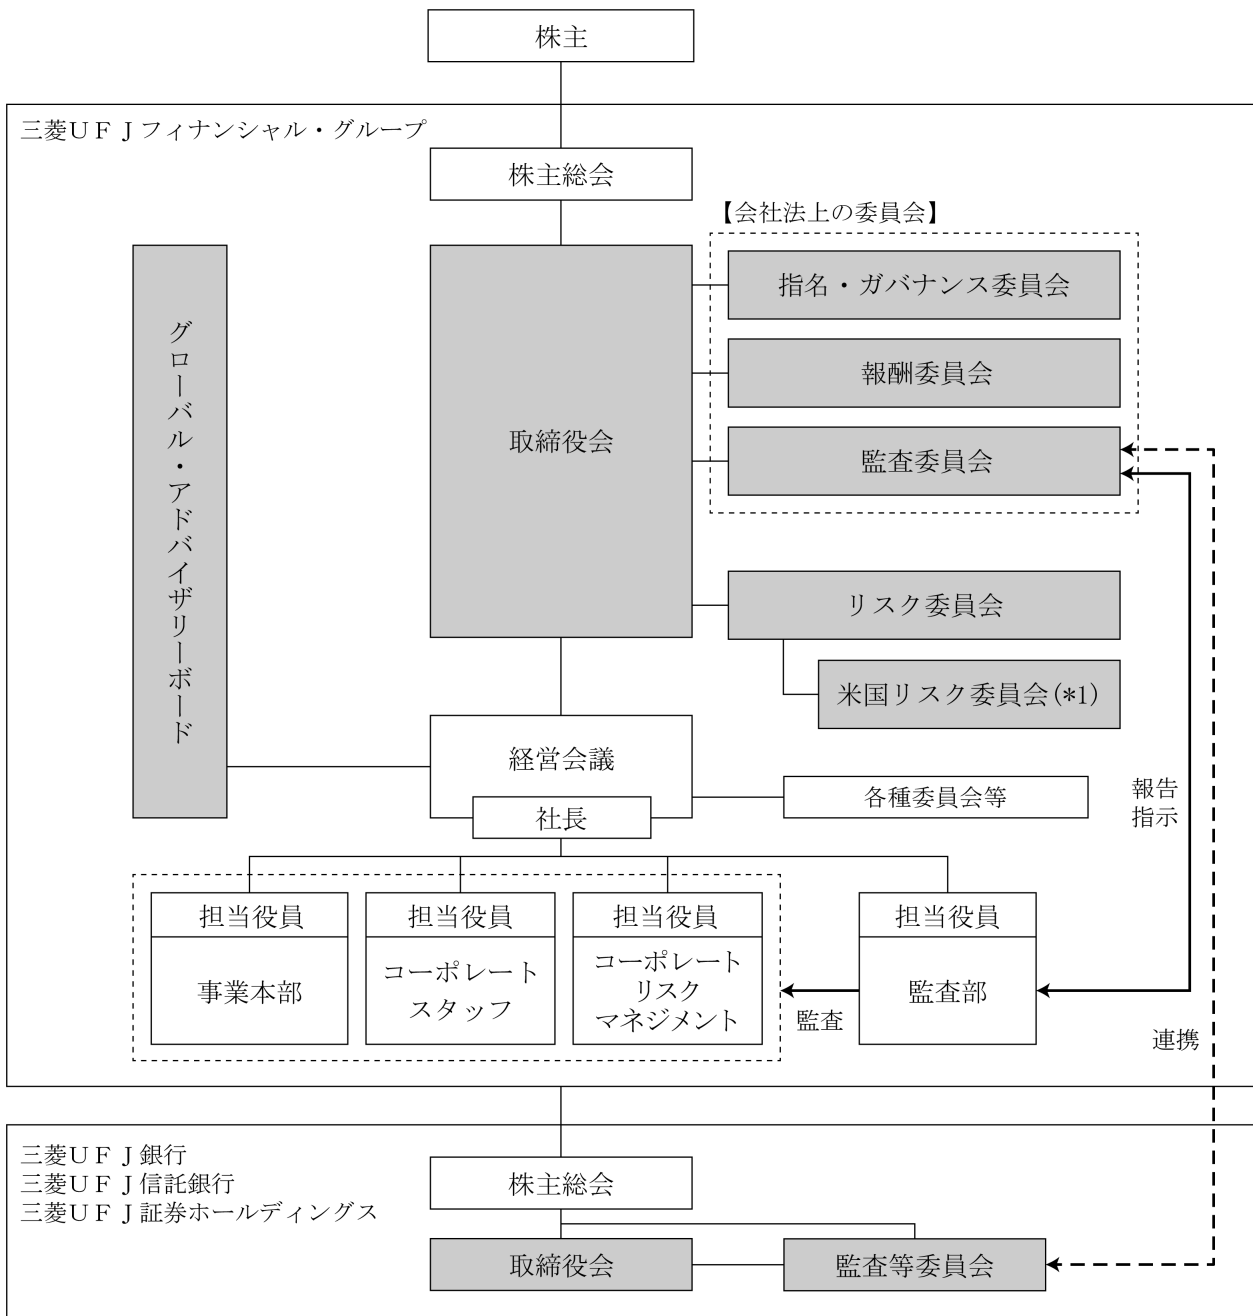 株主
三菱UFJフィナンシャル・グループ
株主総会
【会社法上の委員会】
グローバル・アドバイザリーボード
取締役会
指名・ガバナンス委員会
報酬委員会
監査委員会
リスク委員会
米国リスク委員会(*1)
経営会議
社長
各種委員会等
報告
指示
担当役員
事業本部
担当役員
コーポレート
スタッフ
担当役員
コーポレート
リスク
マネジメント
監査
担当役員
監査部
連携
三菱UFJ銀行
三菱UFJ信託銀行
三菱UFJ証券ホールディングス
株主総会
取締役会
監査等委員会